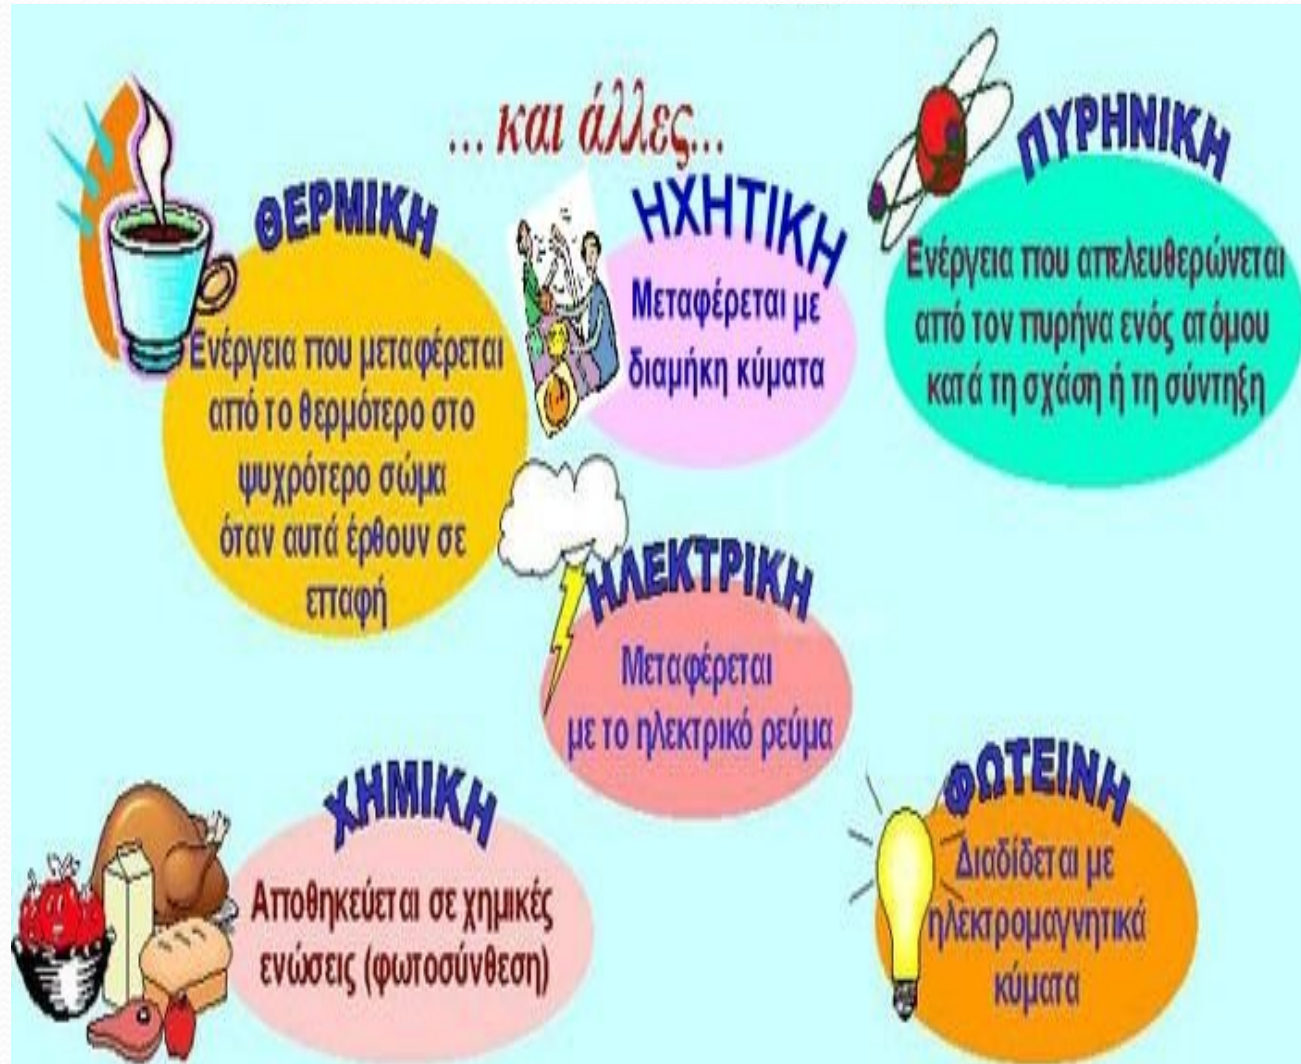 ... και άλλες...
ΘΕΡΜΙΚΗ
Ενέργεια που μεταφέρεται
από το θερμότερο στο
ψυχρότερο σώμα
όταν αυτά έρθουν σε
επαφή
ΗΧΗΤΙΚΗ
Μεταφέρεται με
διαμήκη κύματα
ΠΥΡΗΝΙΚΗ
Ενέργεια που απελευθερώνεται
από τον πυρήνα ενός ατόμου
κατά τη σχάση ή τη σύντηξη
ΗΛΕΚΤΡΙΚΗ
Μεταφέρεται
με το ηλεκτρικό ρεύμα
ΧΗΜΙΚΗ
Αποθηκεύεται σε χημικές
ενώσεις (φωτοσύνθεση)
ΦΩΤΕΙΝΗ
Διαδίδεται με
ηλεκτρομαγνητικά
κύματα